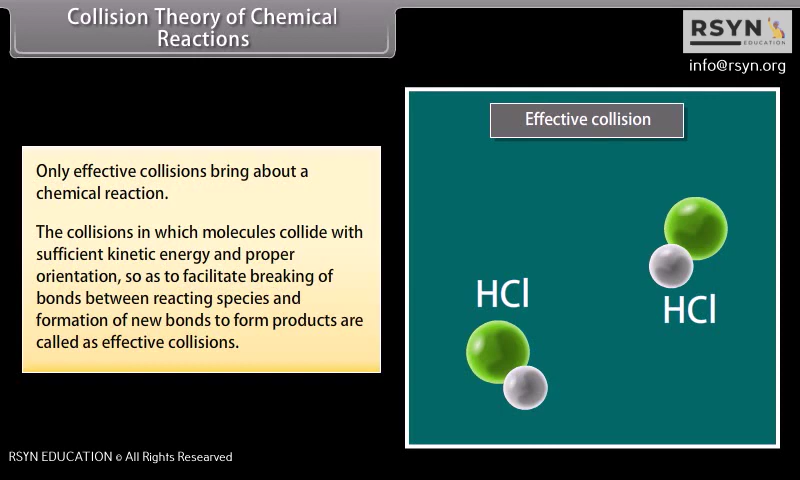 Collision Theory of Chemical
Reactions
RSYN
EDUCATION
info@rsyn.org
Only effective collisions bring about a
chemical reaction.
The collisions in which molecules collide with
sufficient kinetic energy and proper
orientation, so as to facilitate breaking of
bonds between reacting species and
formation of new bonds to form products are
called as effective collisions.
Effective collision
HCl
HCl
RSYN EDUCATION © All Rights Researved